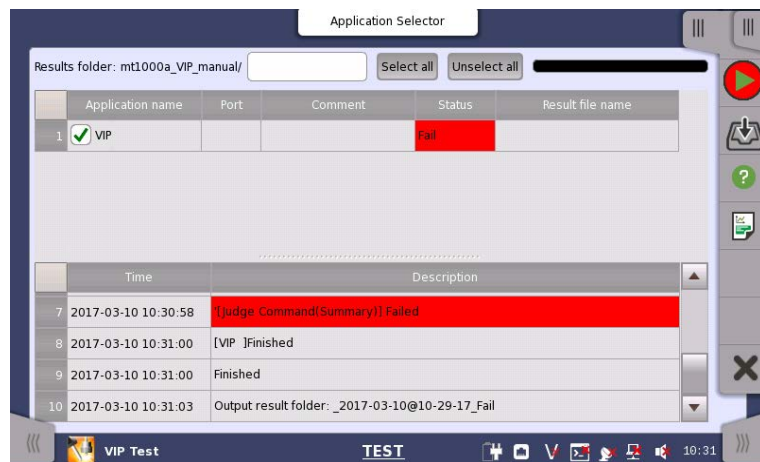 Application Selector
Results folder: mt1000a_VIP_manual/ Select all Unselect all
Application name Port Comment Status Result file name
1 VIP Fail
Time Description
7 2017-03-10 10:30:58 '[Judge Command(Summary)] Failed
8 2017-03-10 10:31:00 [VIP ]Finished
9 2017-03-10 10:31:00 Finished
10 2017-03-10 10:31:03 Output result folder: _2017-03-10@10-29-17_Fail
VIP Test TEST 10:31